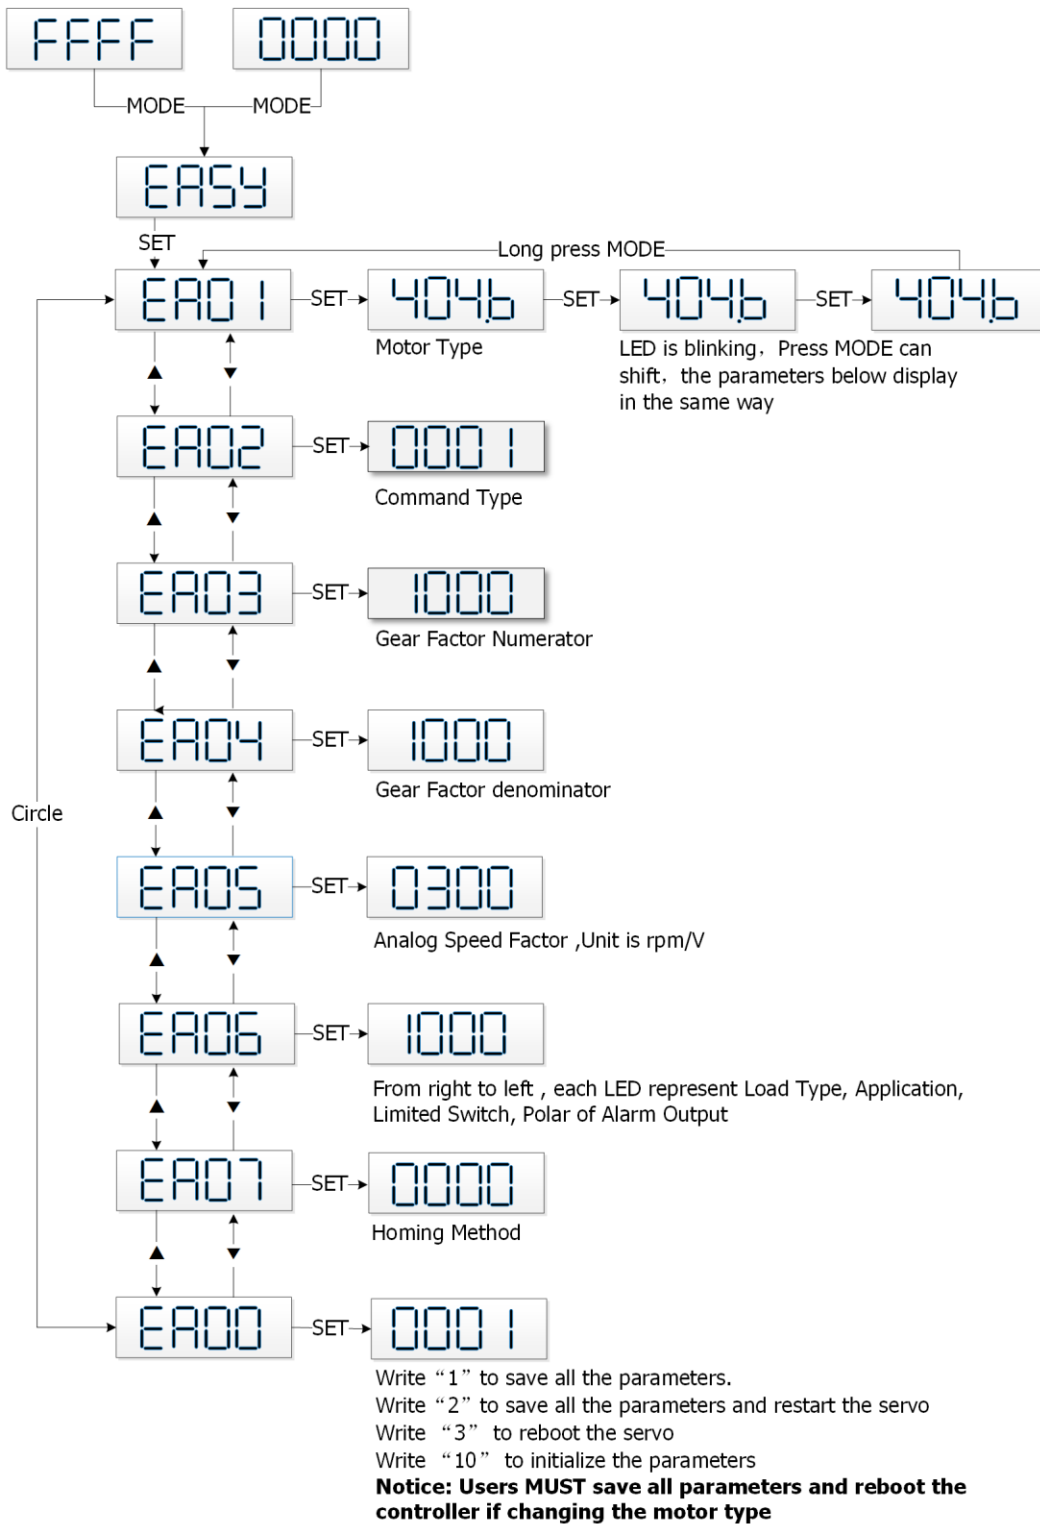 FFFF 0000
MODE MODE
EASY
SET
Long press MODE
EA01 SET 404.b SET 404.b SET 404.b
Motor Type
LED is blinking, Press MODE can
shift, the parameters below display
in the same way
▲ ▼
EA02 SET 0001
Command Type
▲ ▼
EA03 SET 1000
Gear Factor Numerator
▲ ▼
EA04 SET 1000
Gear Factor denominator
Circle
▲ ▼
EA05 SET 0300
Analog Speed Factor ,Unit is rpm/V
▲ ▼
EA06 SET 1000
From right to left , each LED represent Load Type, Application,
Limited Switch, Polar of Alarm Output
▲ ▼
EA07 SET 0000
Homing Method
▲ ▼
EA00 SET 0001
Write “1” to save all the parameters.
Write “2” to save all the parameters and restart the servo
Write “3” to reboot the servo
Write “10” to initialize the parameters
Notice: Users MUST save all parameters and reboot the
controller if changing the motor type